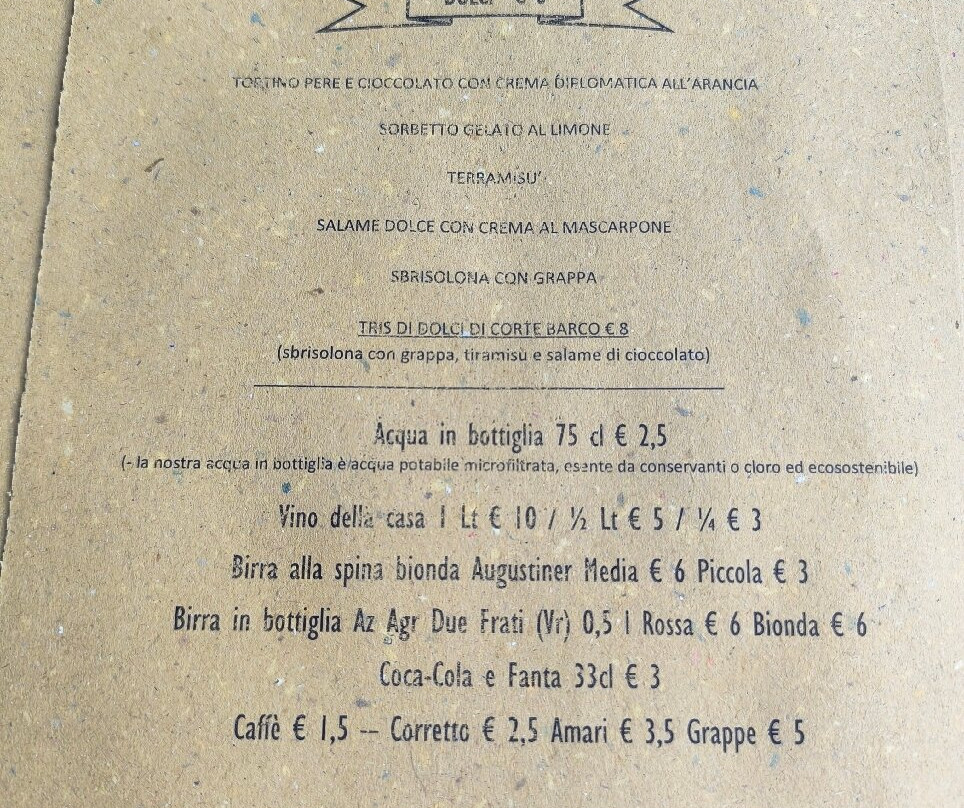 DOLCI €
TORTINO PERE E CIOCCOLATO CON CREMA DIPLOMATICA ALL'ARANCIA
SORBETTO GELATO AL LIMONE
TERRAMISU'
SALAME DOLCE CON CREMA AL MASCARPONE
SBRISOLONA CON GRAPPA
TRIS DI DOLCI DI CORTE BARCO € 8
(sbrisolona con grappa, tiramisù e salame di cioccolato)
Acqua in bottiglia 75 cl € 2,5
(- la nostra acqua in bottiglia è acqua potabile microfiltrata, esente da conservanti o cloro ed ecosostenibile)
Vino della casa 1 Lt € 10 / ½ Lt € 5 / ¼ € 3
Birra alla spina bionda Augustiner Media € 6 Piccola € 3
Birra in bottiglia Az Agr Due Frati (Vr) 0,5 l Rossa € 6 Bionda € 6
Coca-Cola e Fanta 33cl € 3
Caffè € 1,5 -- Corretto € 2,5 Amari € 3,5 Grappe € 5